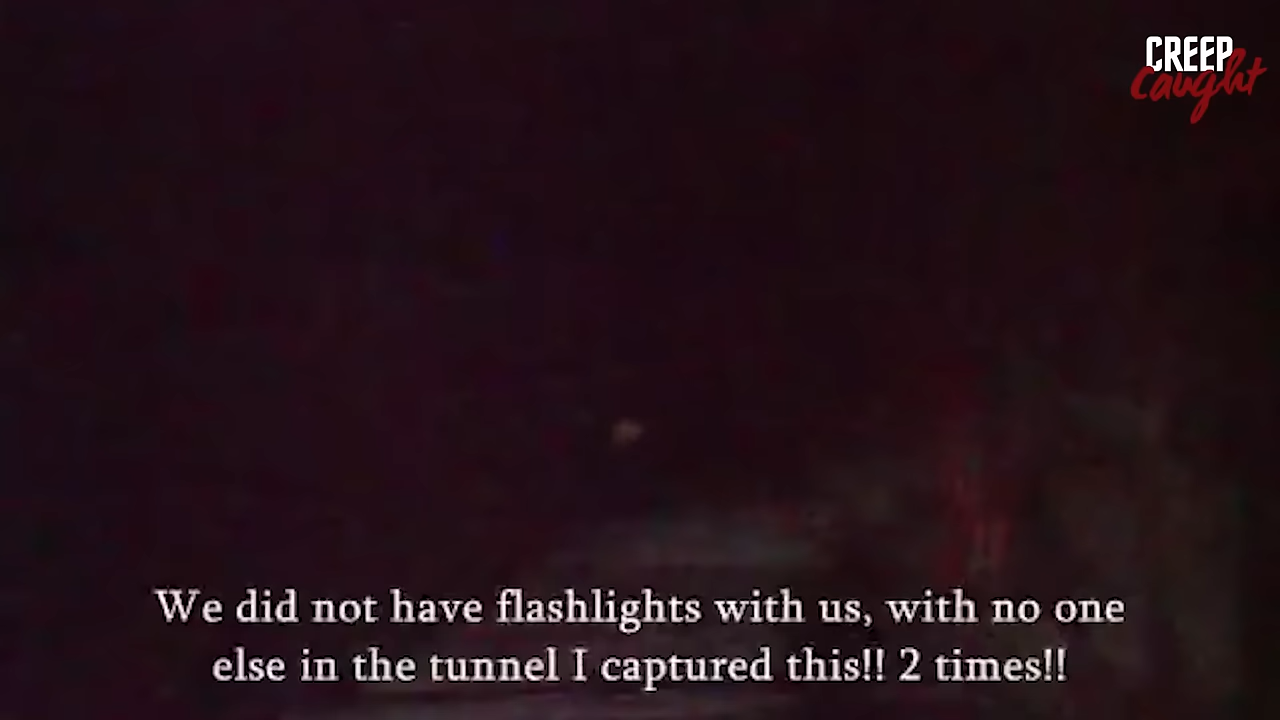 CREEP
Caught
We did not have flashlights with us, with no one
else in the tunnel I captured this!! 2 times!!